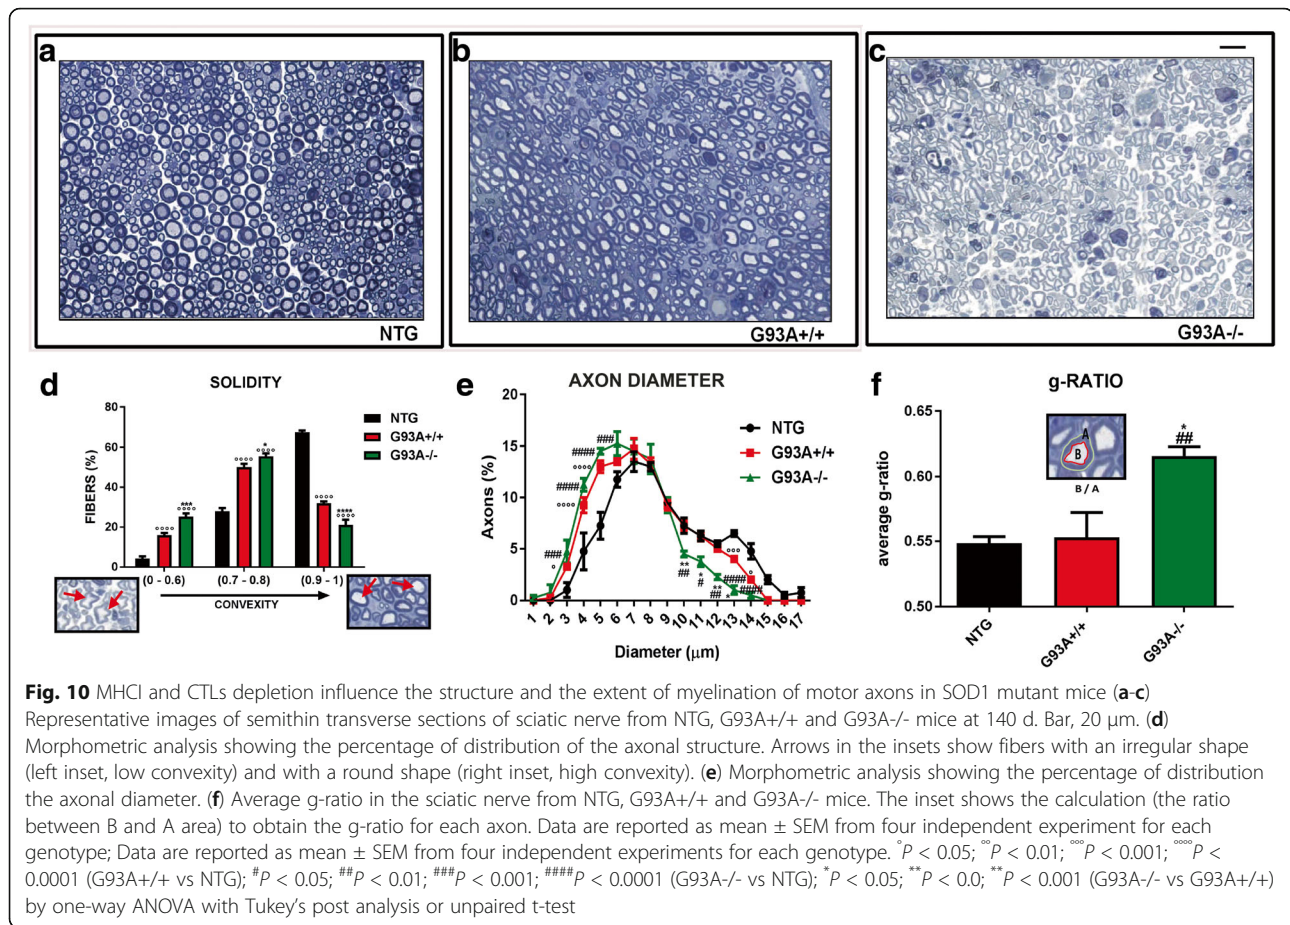 a
b
c
NTG
G93A+/+
G93A-/-
d
SOLIDITY
80
60
40
20
0
FIBERS (%)
NTG
G93A+/+
G93A-/-
°°°°
°°°°
***
°°°°
*
°°°°
°°°°
****
°°°°
(0 - 0.6)
(0.7 - 0.8)
(0.9 - 1)
CONVEXITY
e
AXON DIAMETER
20
15
10
5
0
Axons (%)
NTG
G93A+/+
G93A-/-
###
°
####
°°°°
####
°°°°
###
**
##
*
#
**
##
°°°
####
*
°
####
1 2 3 4 5 6 7 8 9 10 11 12 13 14 15 16 17
Diameter (μm)
f
g-RATIO
0.65
0.60
0.55
0.50
average g-ratio
A
B
B / A
*
##
NTG
G93A+/+
G93A-/-
Fig. 10 MHCI and CTLs depletion influence the structure and the extent of myelination of motor axons in SOD1 mutant mice (a-c)
Representative images of semithin transverse sections of sciatic nerve from NTG, G93A+/+ and G93A-/- mice at 140 d. Bar, 20 μm. (d)
Morphometric analysis showing the percentage of distribution of the axonal structure. Arrows in the insets show fibers with an irregular shape
(left inset, low convexity) and with a round shape (right inset, high convexity). (e) Morphometric analysis showing the percentage of distribution
the axonal diameter. (f) Average g-ratio in the sciatic nerve from NTG, G93A+/+ and G93A-/- mice. The inset shows the calculation (the ratio
between B and A area) to obtain the g-ratio for each axon. Data are reported as mean ± SEM from four independent experiment for each
genotype; Data are reported as mean ± SEM from four independent experiments for each genotype. °P < 0.05; °°P < 0.01; °°°P < 0.001; °°°°P <
0.0001 (G93A+/+ vs NTG); #P < 0.05; ##P < 0.01; ###P < 0.001; ####P < 0.0001 (G93A-/- vs NTG); *P < 0.05; **P < 0.0; **P < 0.001 (G93A-/- vs G93A+/+)
by one-way ANOVA with Tukey's post analysis or unpaired t-test